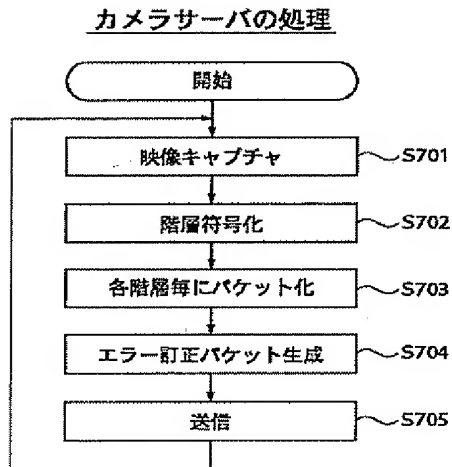 カメラサーバの処理
開始
映像キャプチャ S701
階層符号化 S702
各階層毎にパケット化 S703
エラー訂正パケット生成 S704
送信 S705